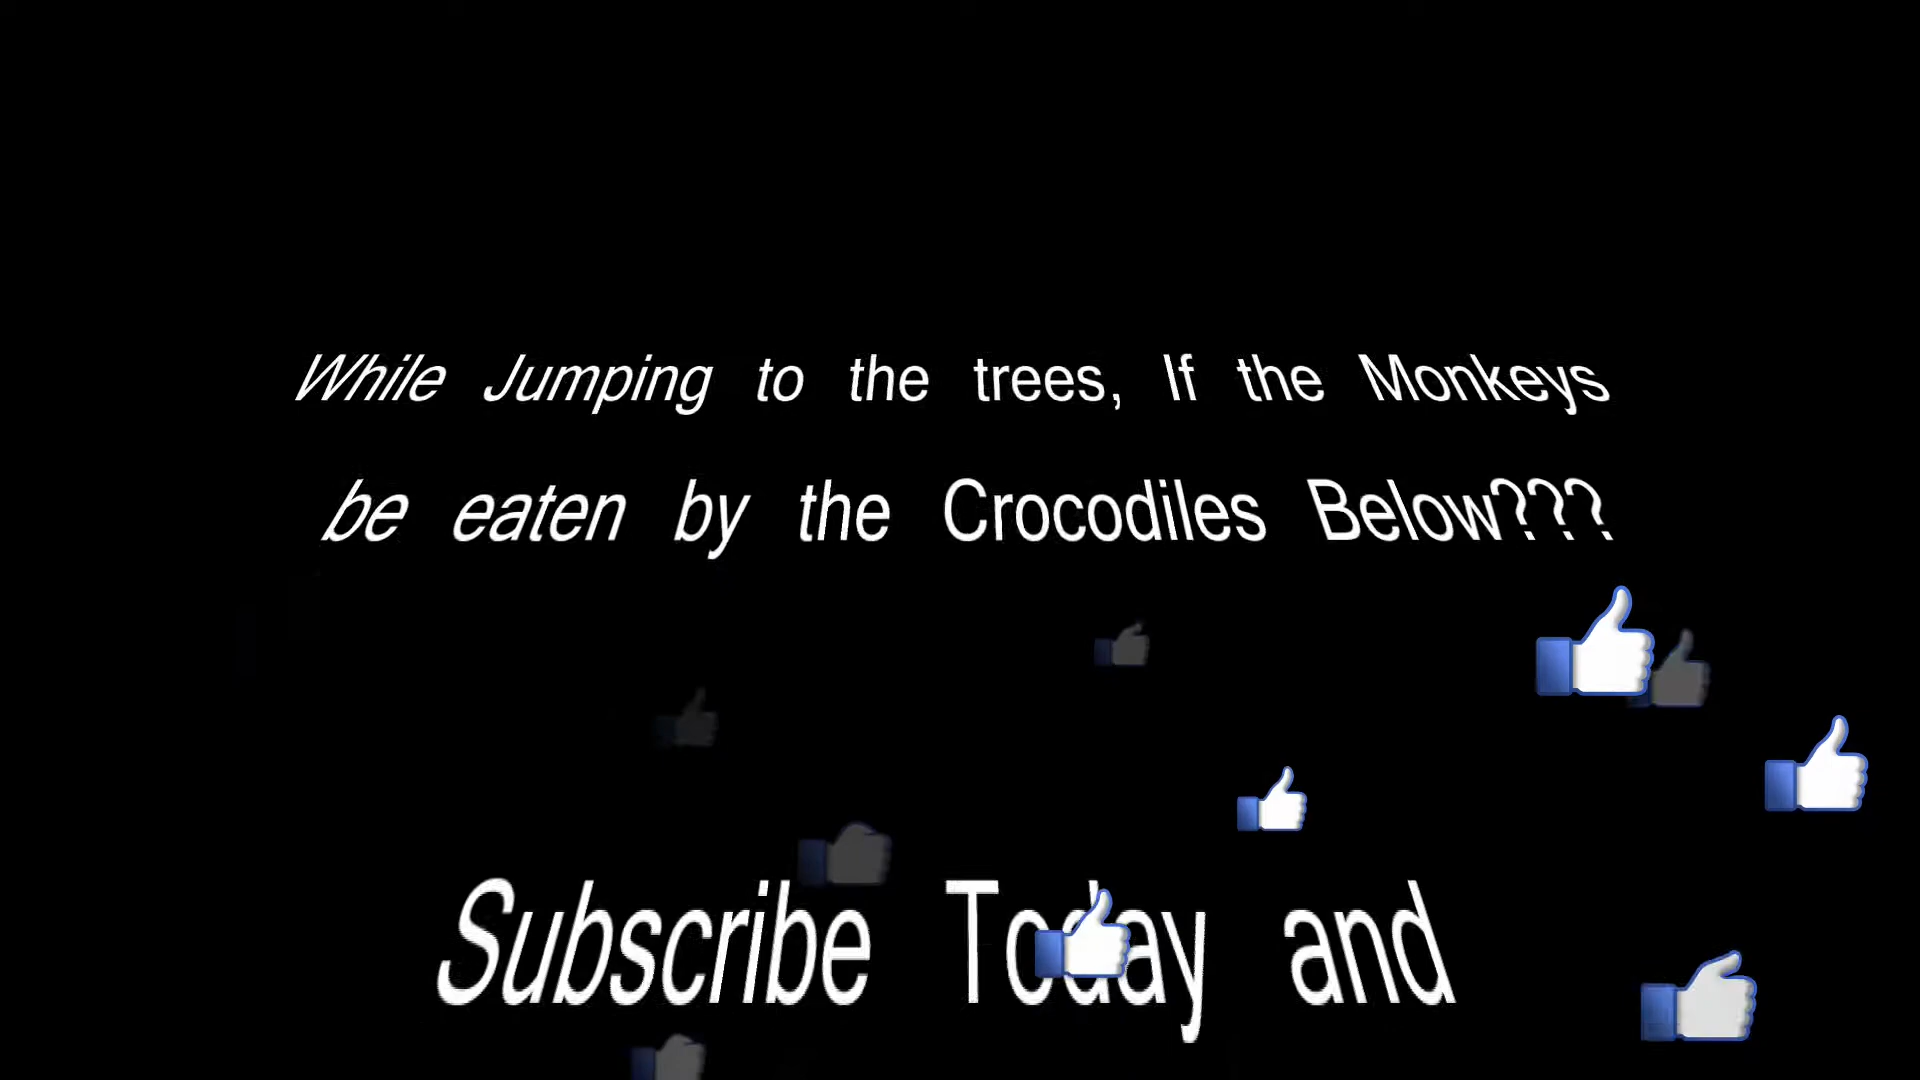 While Jumping to the trees, If the Monkeys
be eaten by the Crocodiles Below???
Subscribe Today and